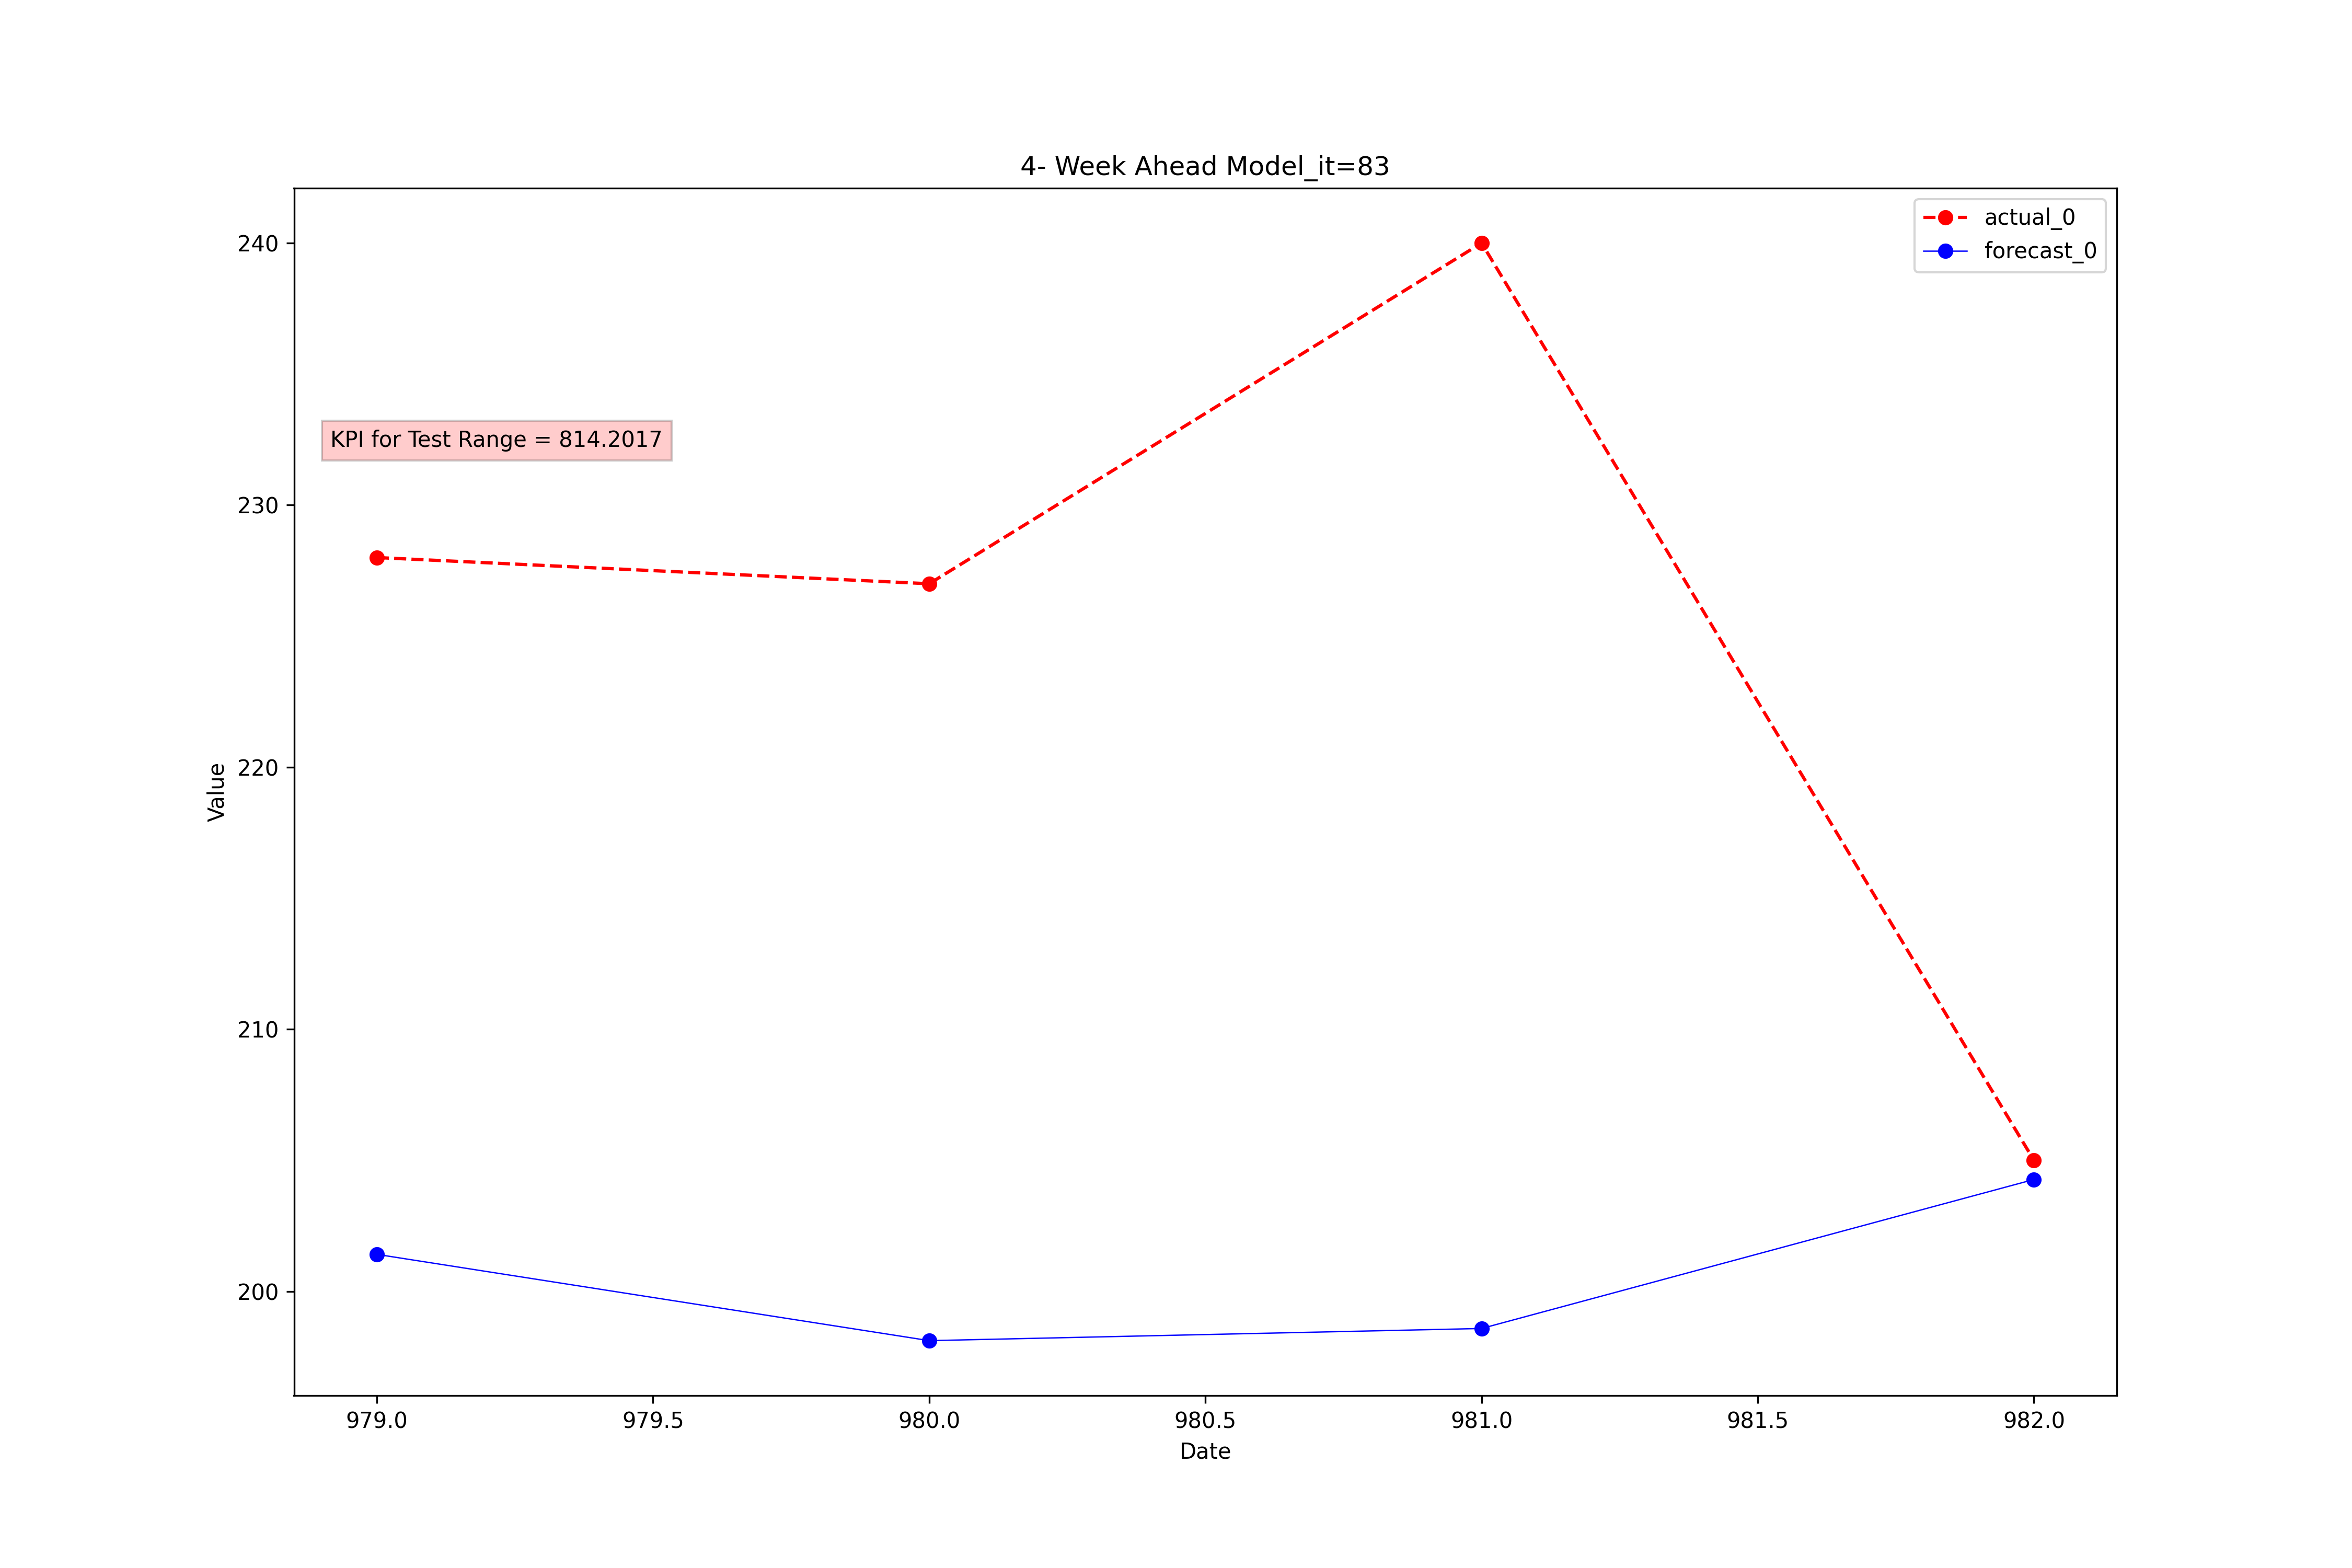 4- Week Ahead Model_it=83
actual_0
forecast_0
KPI for Test Range = 814.2017
Value
240
230
220
210
200
979.0 979.5 980.0 980.5 981.0 981.5 982.0
Date